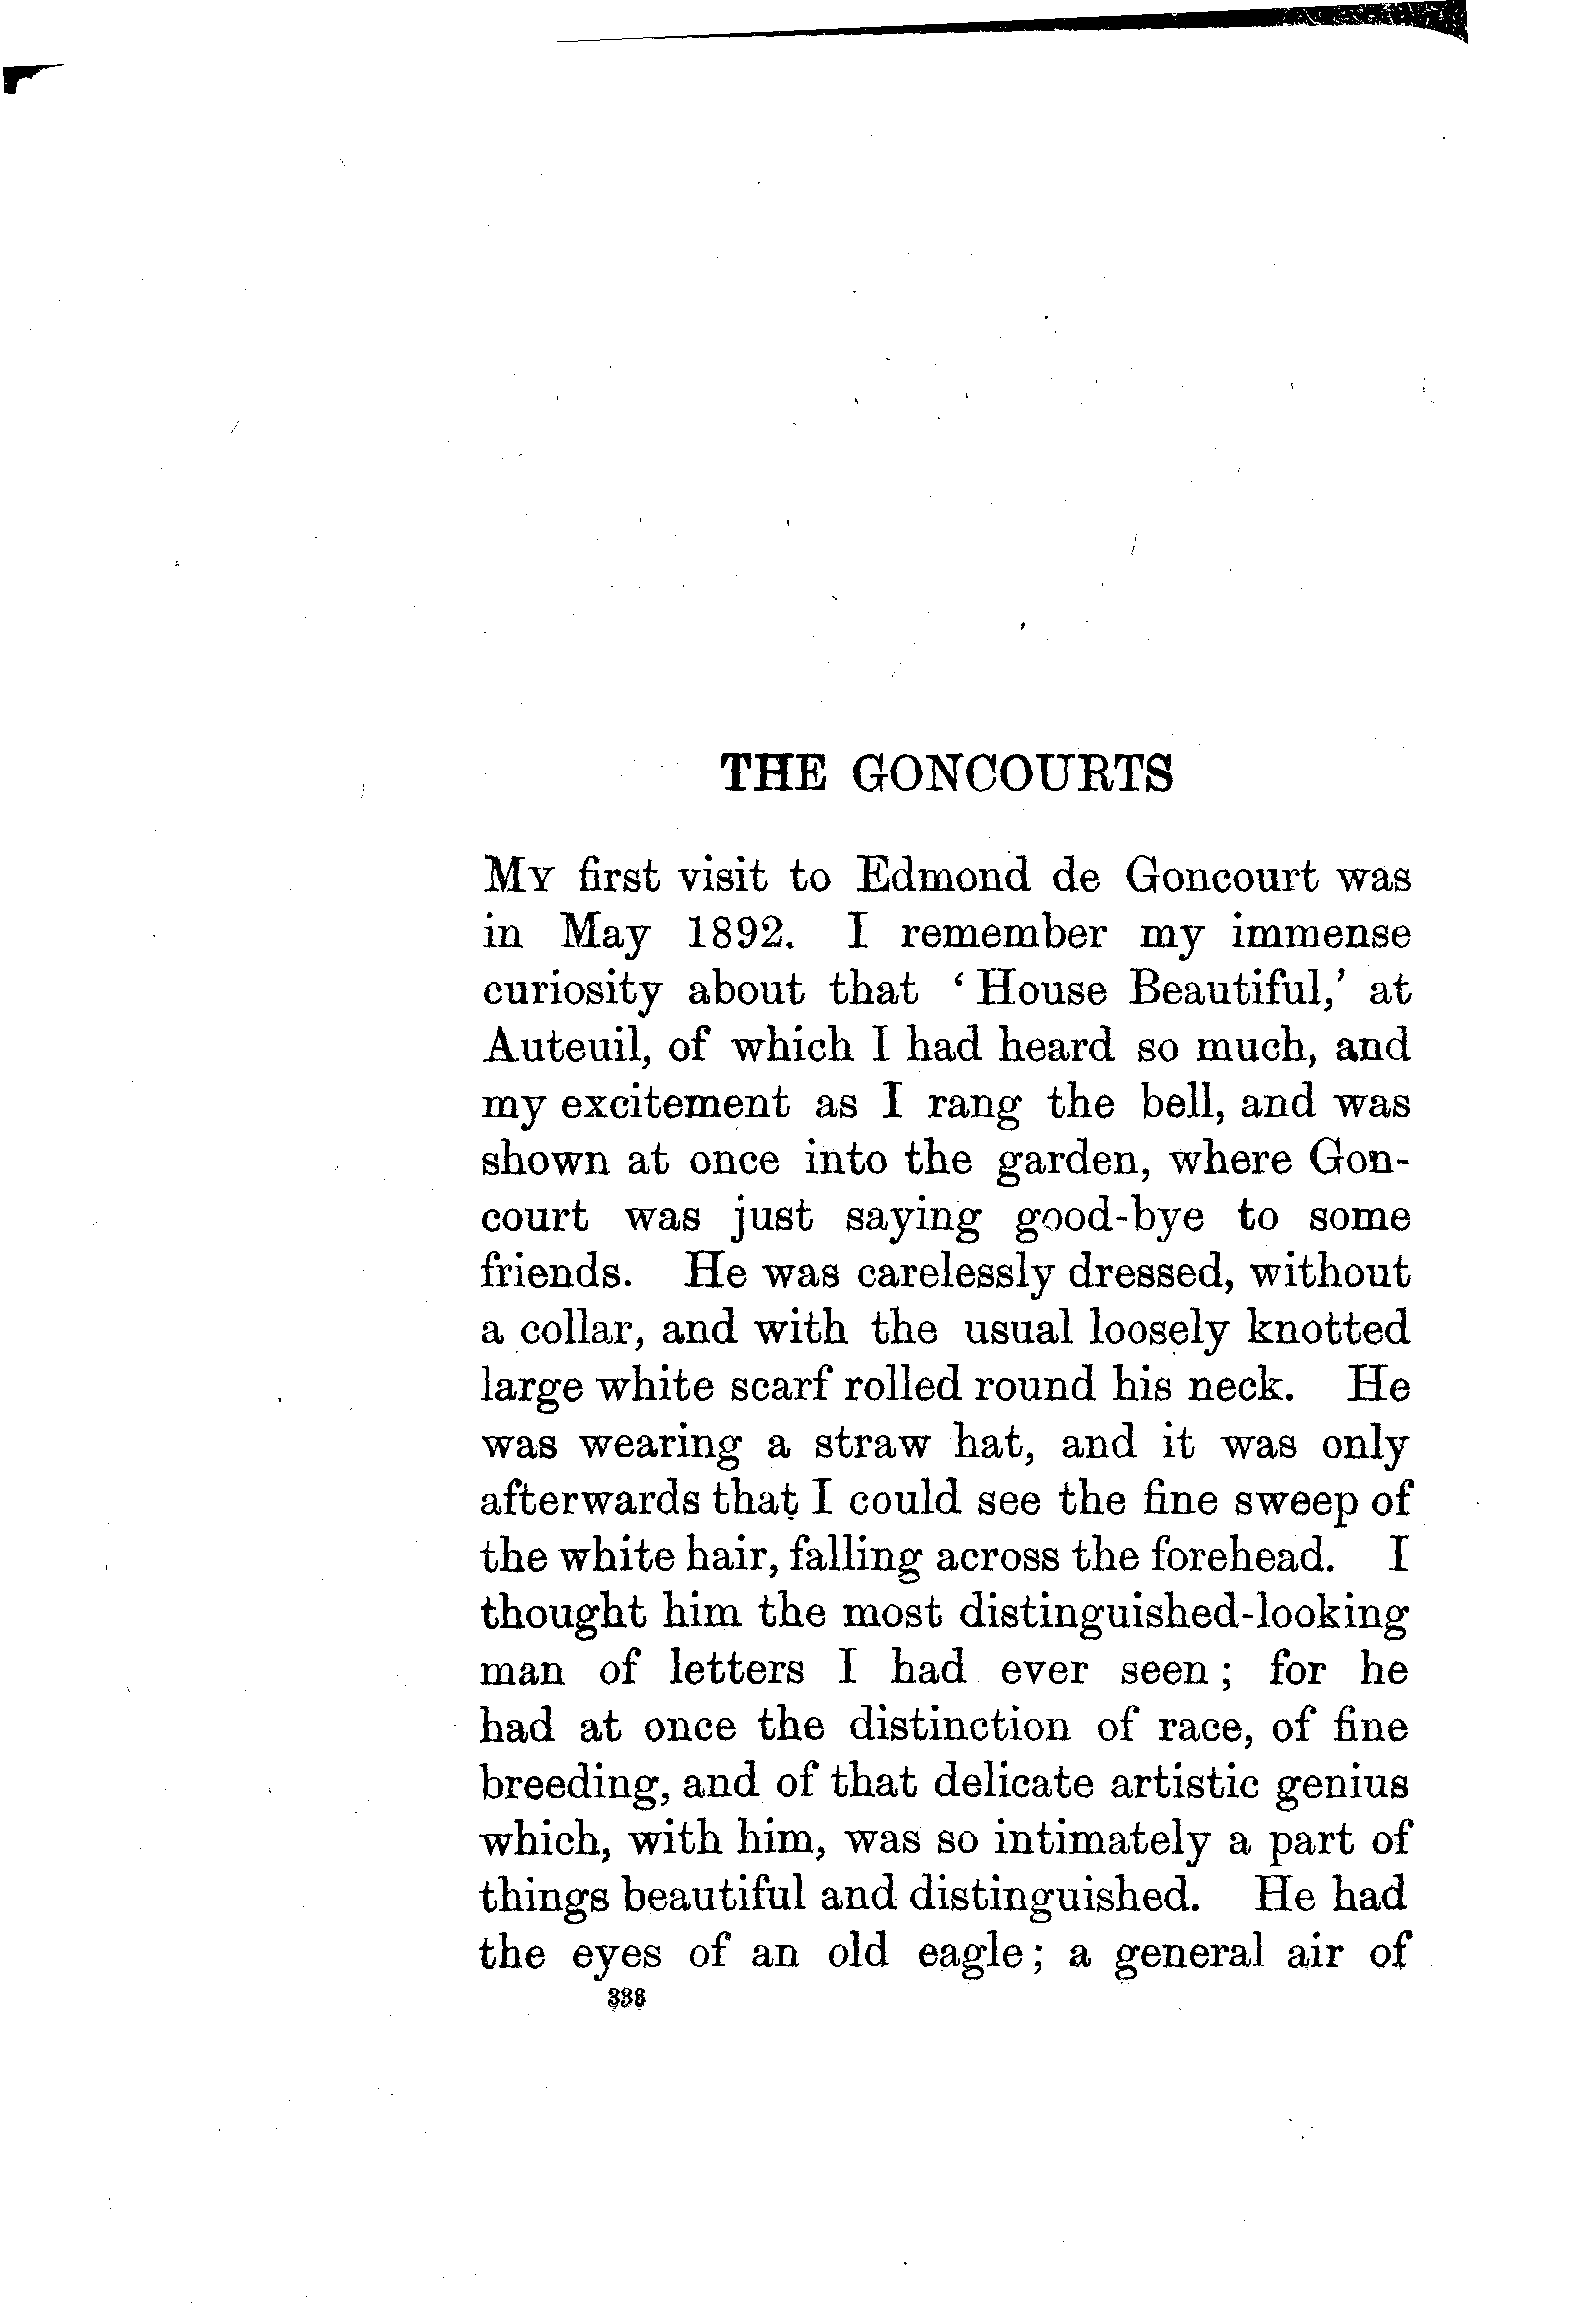 THE GONCOURTS
MY first visit to Edmond de Goncourt was
in May 1892. I remember my immense
curiosity about that ‘House Beautiful,’ at
Auteuil, of which I had heard so much, and
my excitement as I rang the bell, and was
shown at once into the garden, where Gon-
court was just saying good-bye to some
friends. He was carelessly dressed, without
a collar, and with the usual loosely knotted
large white scarf rolled round his neck. He
was wearing a straw hat, and it was only
afterwards that I could see the fine sweep of
the white hair, falling across the forehead. I
thought him the most distinguished-looking
man of letters I had ever seen; for he
had at once the distinction of race, of fine
breeding, and of that delicate artistic genius
which, with him, was so intimately a part of
things beautiful and distinguished. He had
the eyes of an old eagle; a general air of